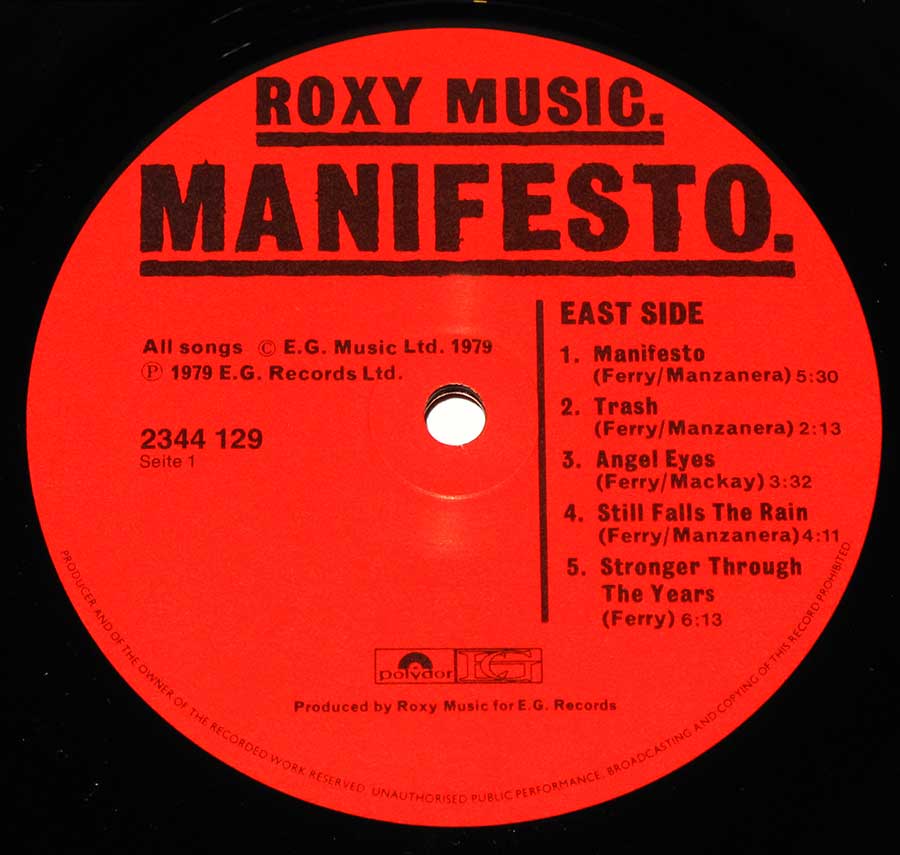 ROXY MUSIC.
MANIFESTO.
All songs © E.G. Music Ltd. 1979
℗ 1979 E.G. Records Ltd.
2344 129
Seite 1
EAST SIDE
1. Manifesto
(Ferry/Manzanera) 5:30
2. Trash
(Ferry/Manzanera) 2:13
3. Angel Eyes
(Ferry/Mackay) 3:32
4. Still Falls The Rain
(Ferry/Manzanera) 4:11
5. Stronger Through
The Years
(Ferry) 6:13
polydor EG
Produced by Roxy Music for E.G. Records
PRODUCER AND OF THE OWNER OF THE RECORDED WORK RESERVED. UNAUTHORISED PUBLIC PERFORMANCE, BROADCASTING AND COPYING OF THIS RECORD PROHIBITED